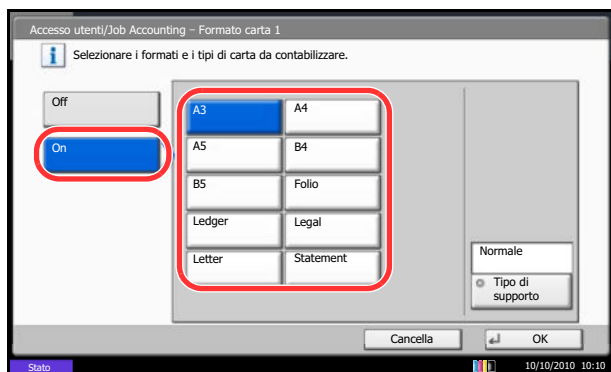 Accesso utenti/Job Accounting – Formato carta 1
Selezionare i formati e i tipi di carta da contabilizzare.
Off
On
A3
A4
A5
B4
B5
Folio
Ledger
Legal
Letter
Statement
Normale
Tipo di
supporto
Cancella
OK
Stato
10/10/2010 10:10